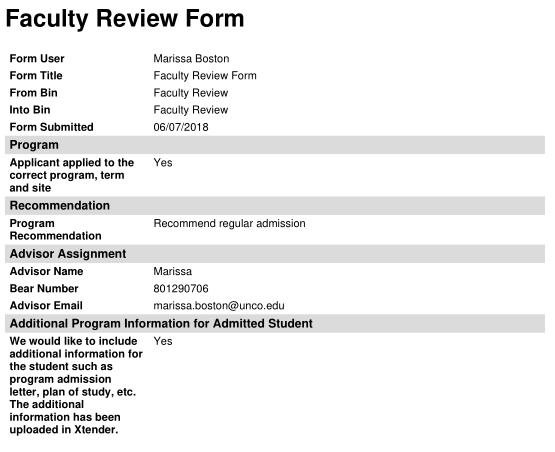 Faculty Review Form
Form User Marissa Boston
Form Title Faculty Review Form
From Bin Faculty Review
Into Bin Faculty Review
Form Submitted 06/07/2018
Program
Applicant applied to the Yes
correct program, term
and site
Recommendation
Program Recommend regular admission
Recommendation
Advisor Assignment
Advisor Name Marissa
Bear Number 801290706
Advisor Email marissa.boston@unco.edu
Additional Program Information for Admitted Student
We would like to include Yes
additional information for
the student such as
program admission
letter, plan of study, etc.
The additional
information has been
uploaded in Xtender.